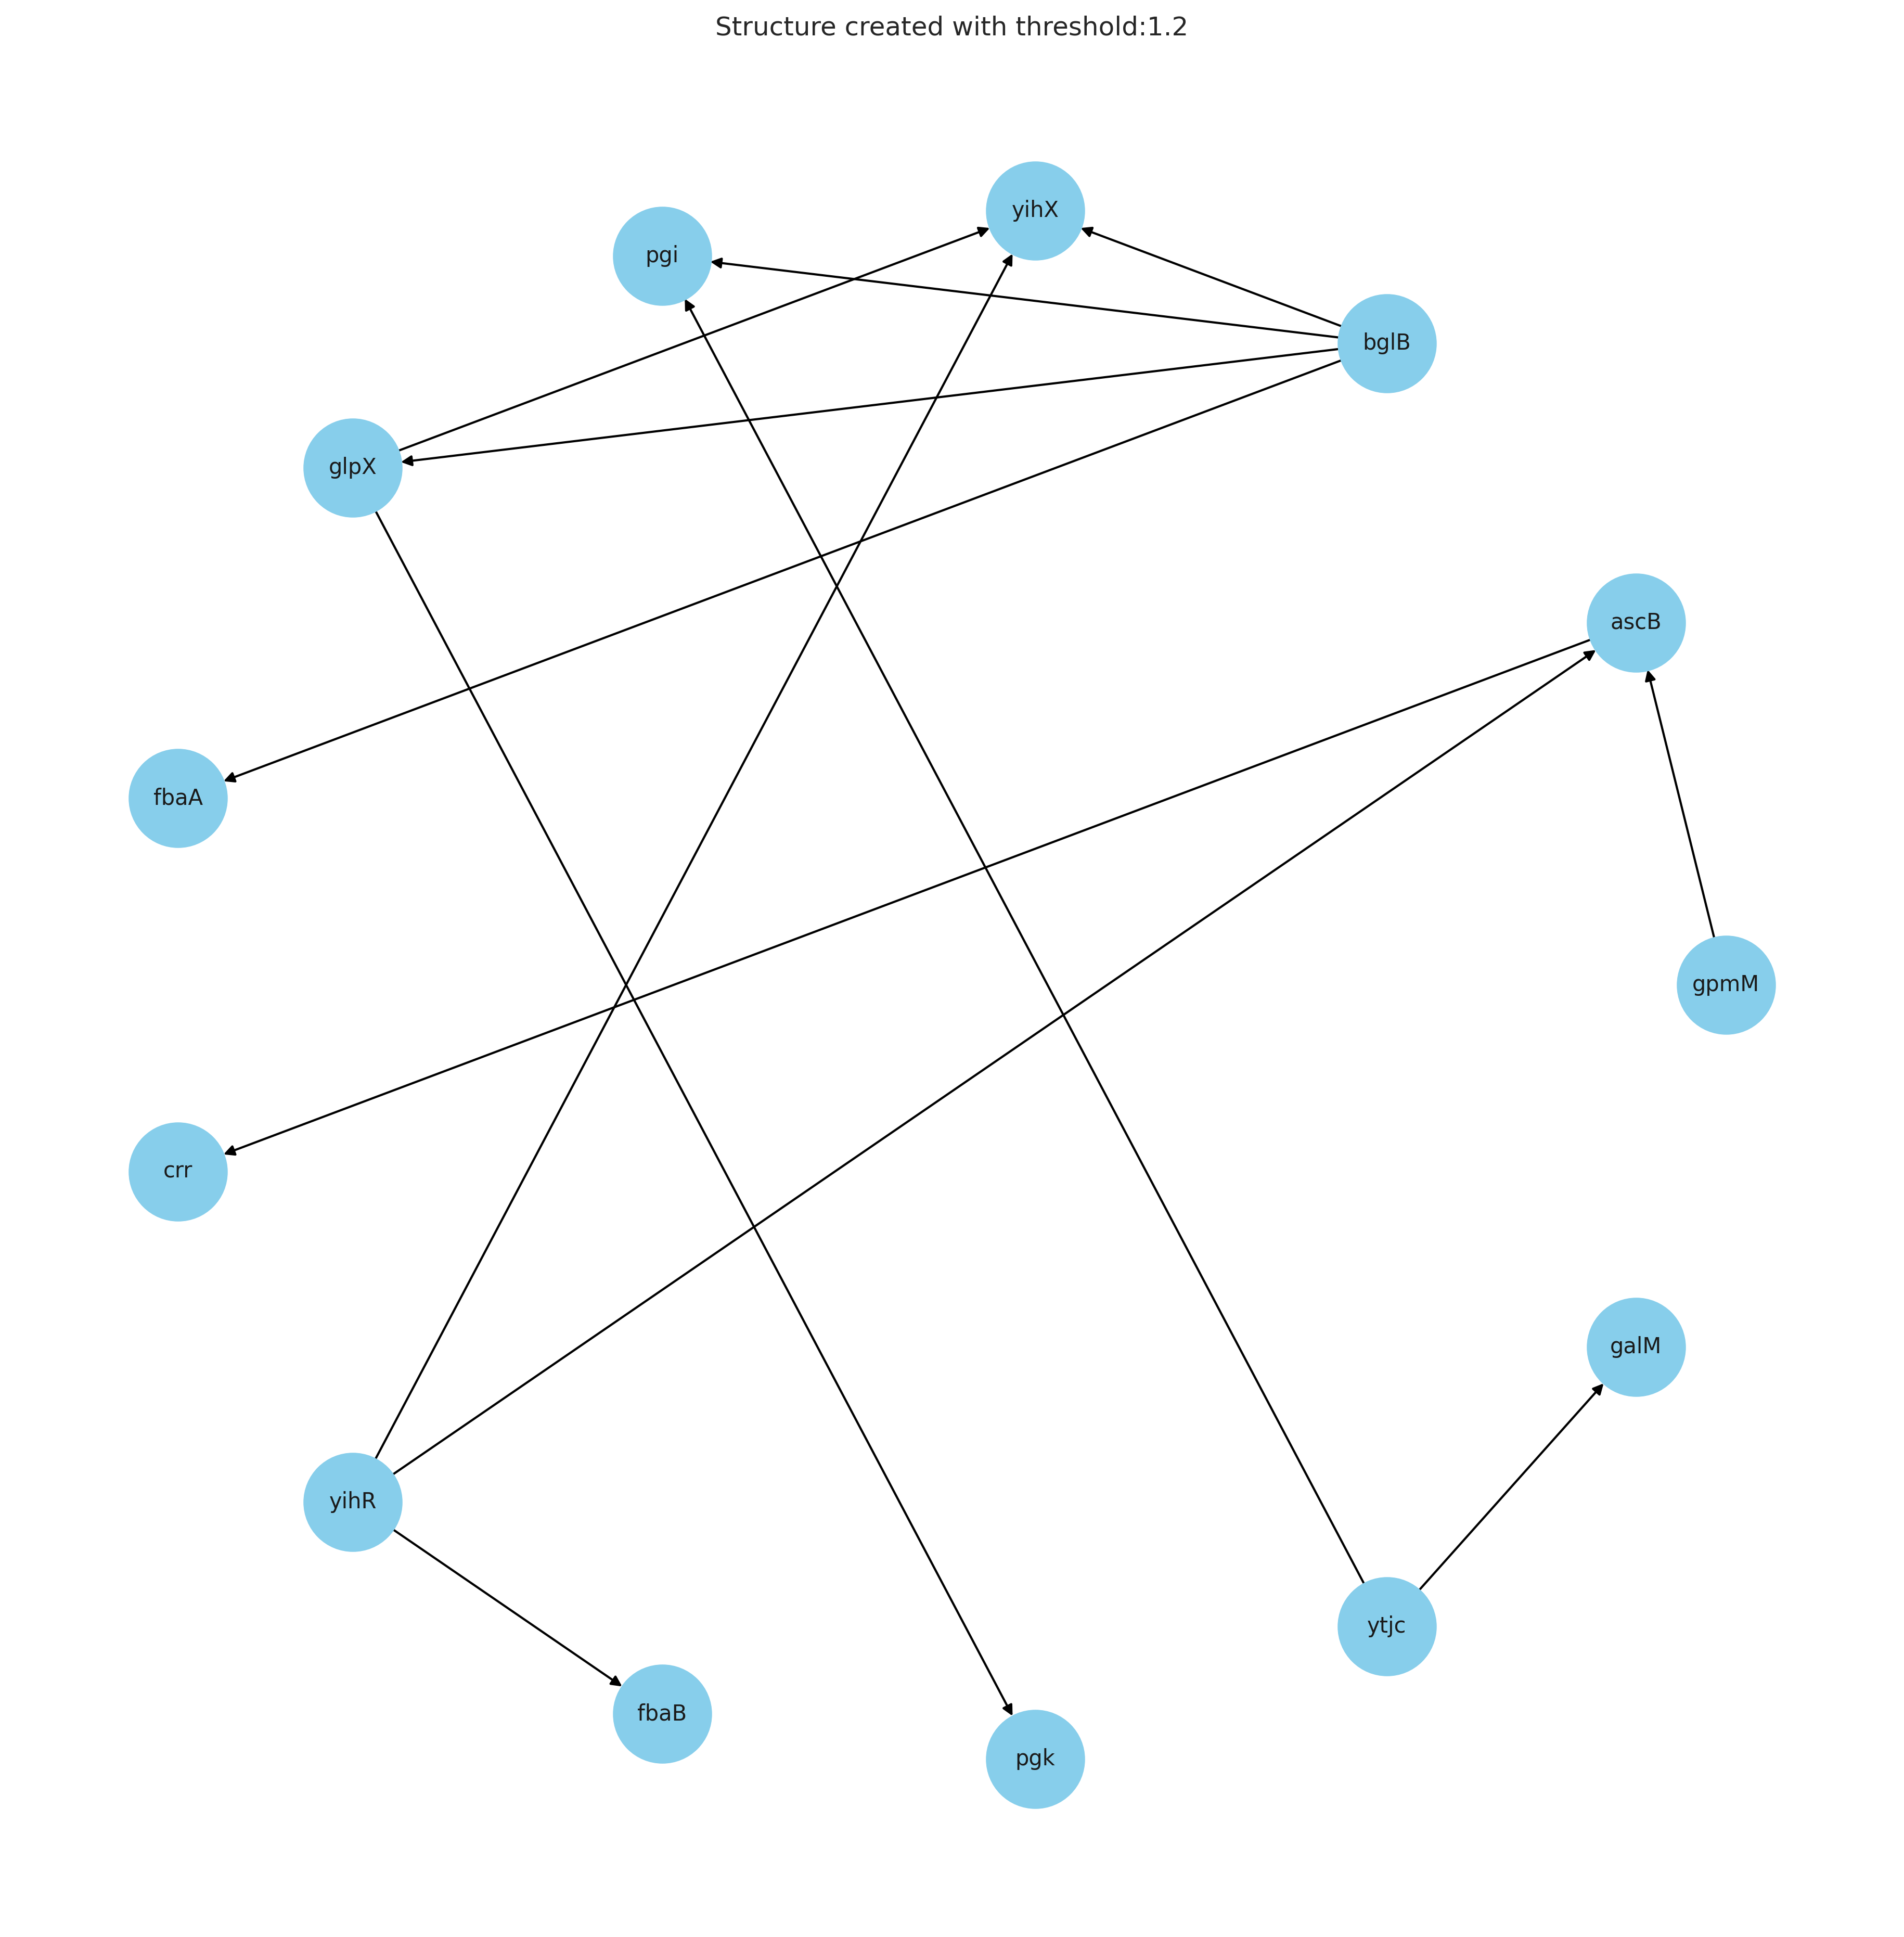 Structure created with threshold:1.2
yihX
pgi
bglB
glpX
ascB
fbaA
gpmM
crr
galM
yihR
ytjc
fbaB
pgk